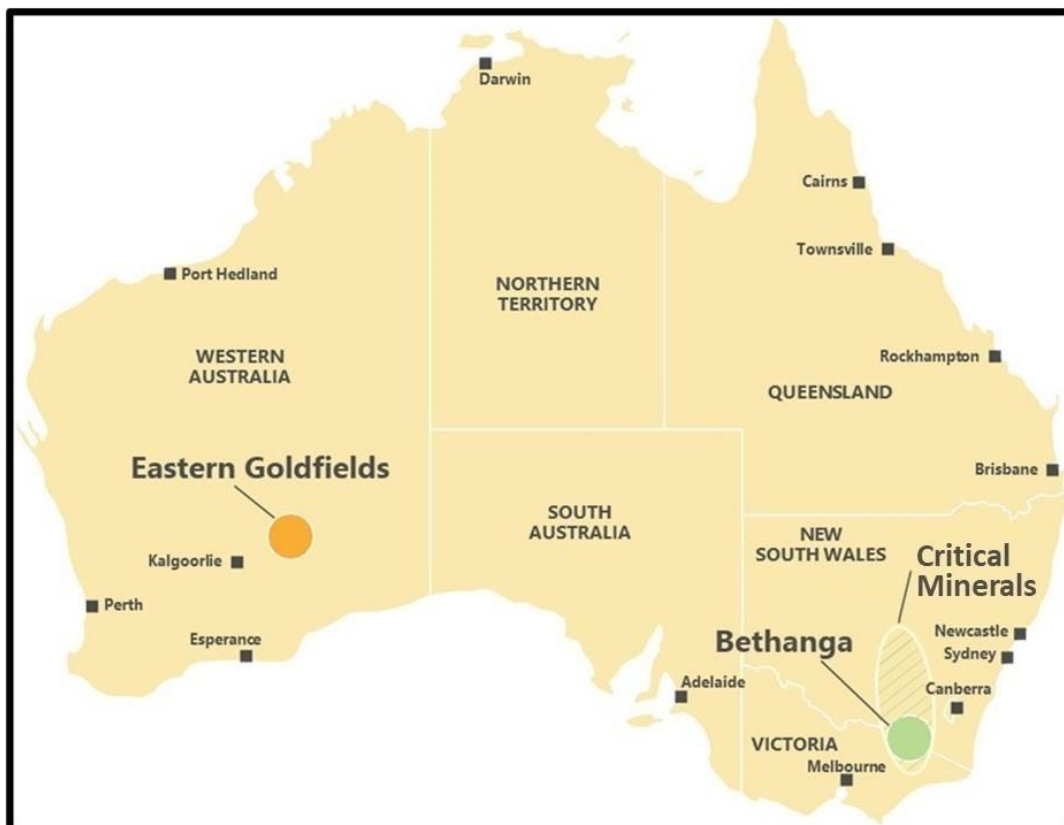 Darwin
Cairns
Townsville
Port Hedland
NORTHERN
TERRITORY
WESTERN
AUSTRALIA
Rockhampton
QUEENSLAND
Eastern Goldfields
Brisbane
SOUTH
AUSTRALIA
NEW
SOUTH WALES
Critical
Minerals
Kalgoorlie
Perth
Esperance
Bethanga
Newcastle
Sydney
Adelaide
Canberra
VICTORIA
Melbourne